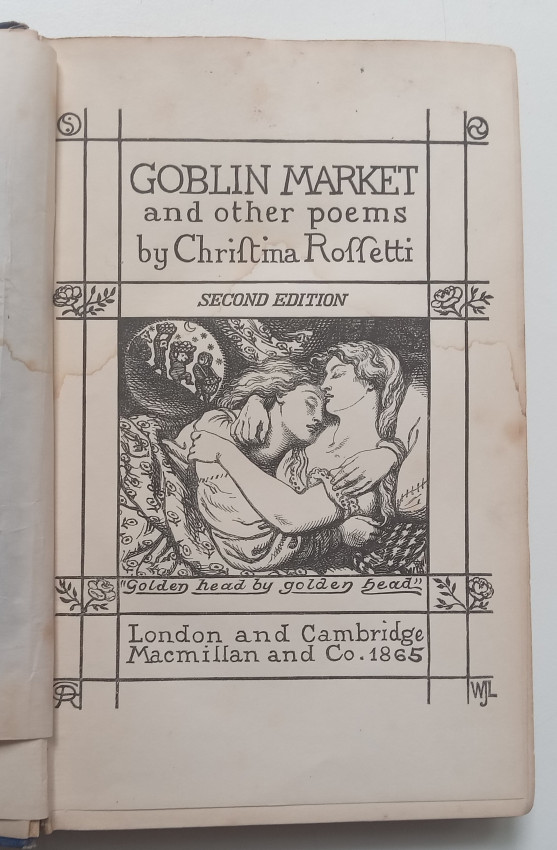 GOBLIN MARKET
and other poems
by Chriſtina Roſſetti
SECOND EDITION
"Golden head by golden head"
London and Cambridge
Macmillan and Co. 1865
WJL